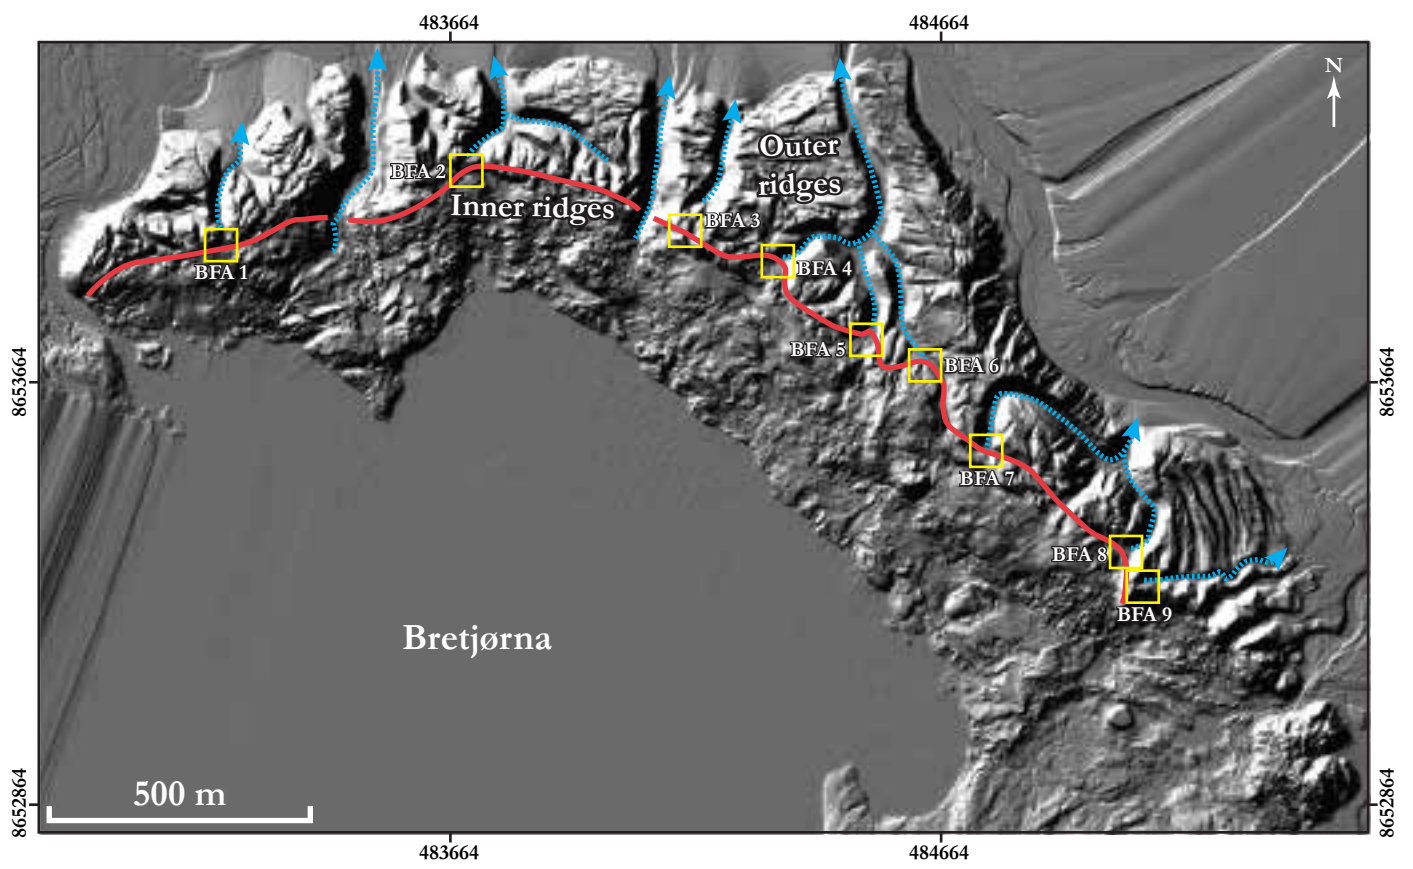 483664 484664
N
Outer
ridges
BFA 2
Inner ridges
BFA 3
BFA 1
BFA 4
BFA 5
BFA 6
8653664
8653664
BFA 7
BFA 8
BFA 9
Bretjørna
500 m
8652864
8652864
483664 484664